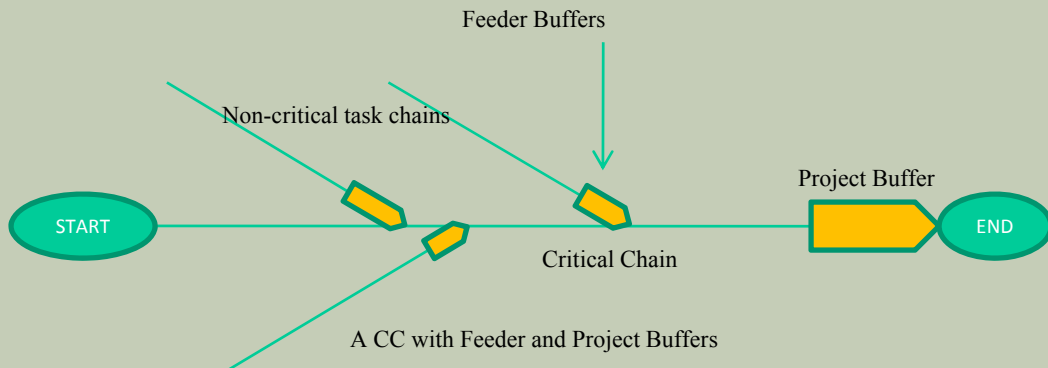 Feeder Buffers
Non-critical task chains
Project Buffer
START
END
Critical Chain
A CC with Feeder and Project Buffers